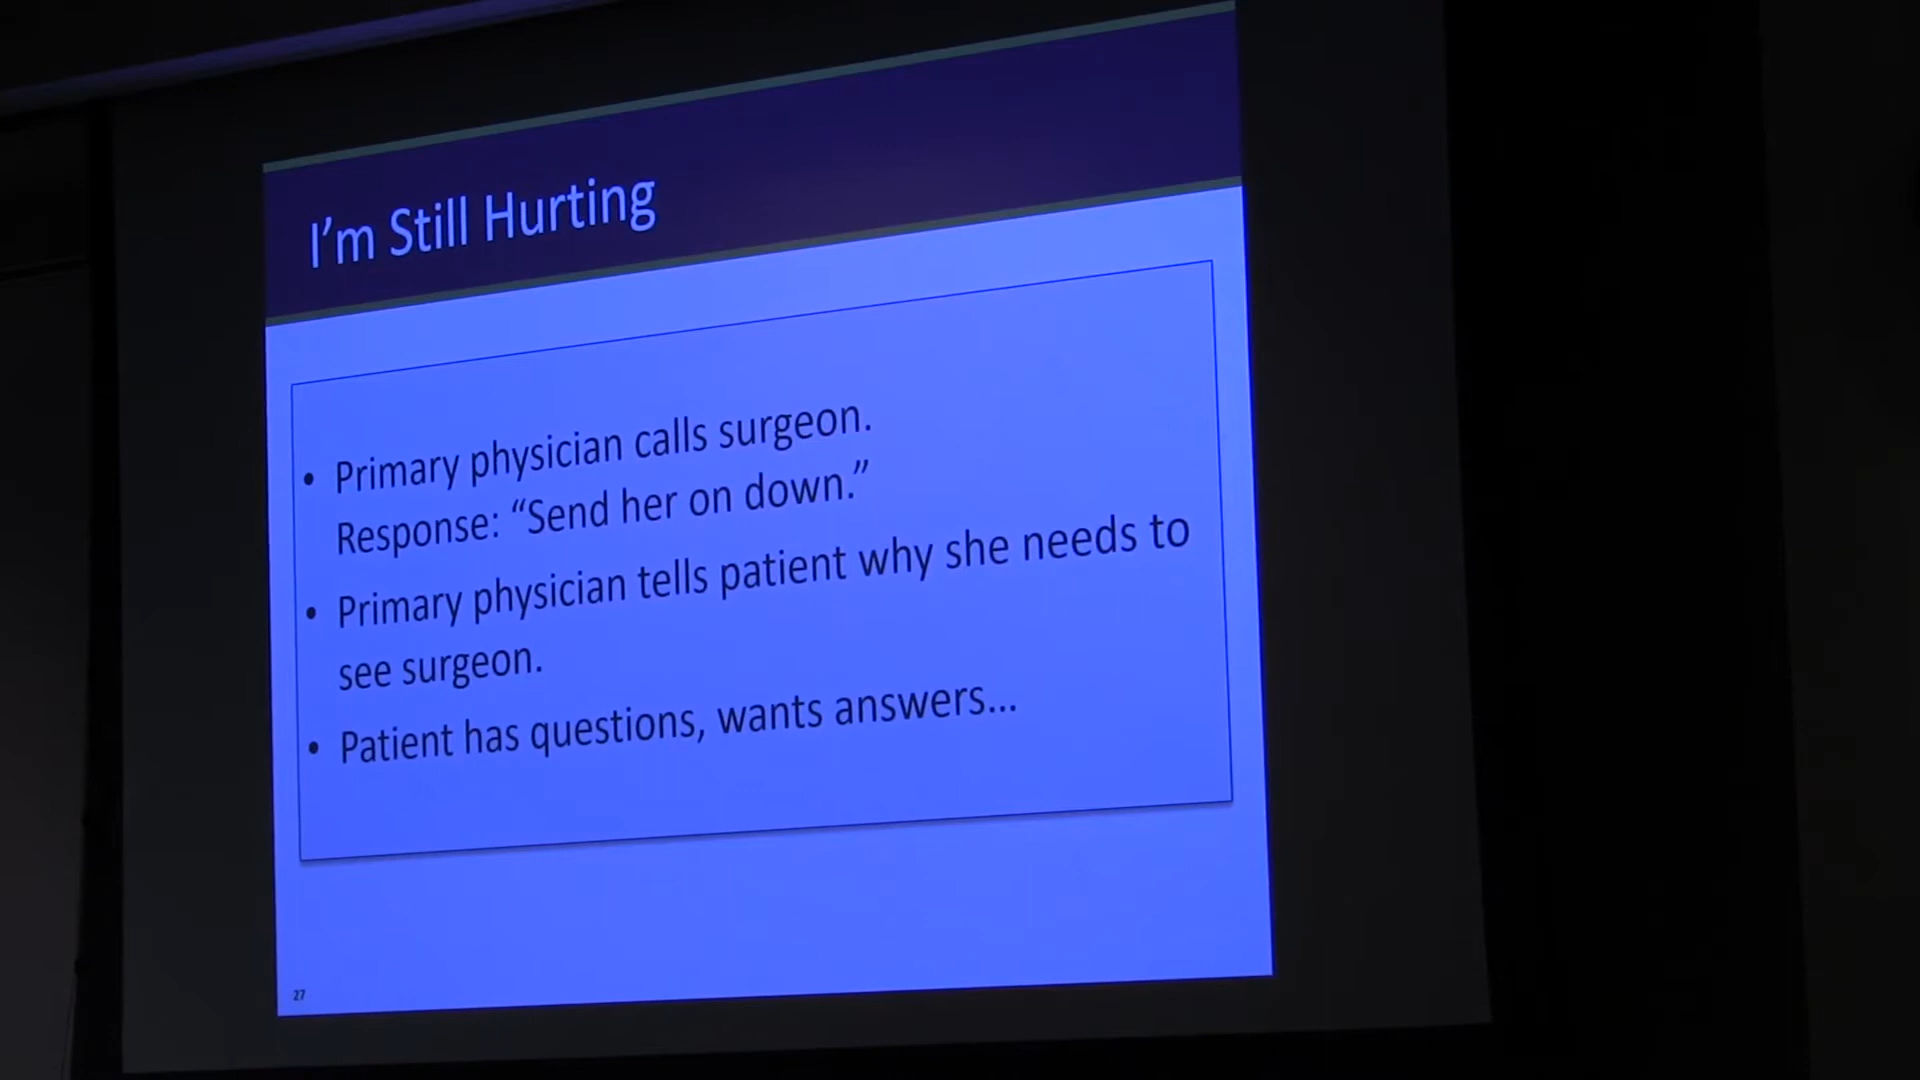 I’m Still Hurting
• Primary physician calls surgeon.
Response: “Send her on down.”
• Primary physician tells patient why she needs to
see surgeon.
• Patient has questions, wants answers...
27